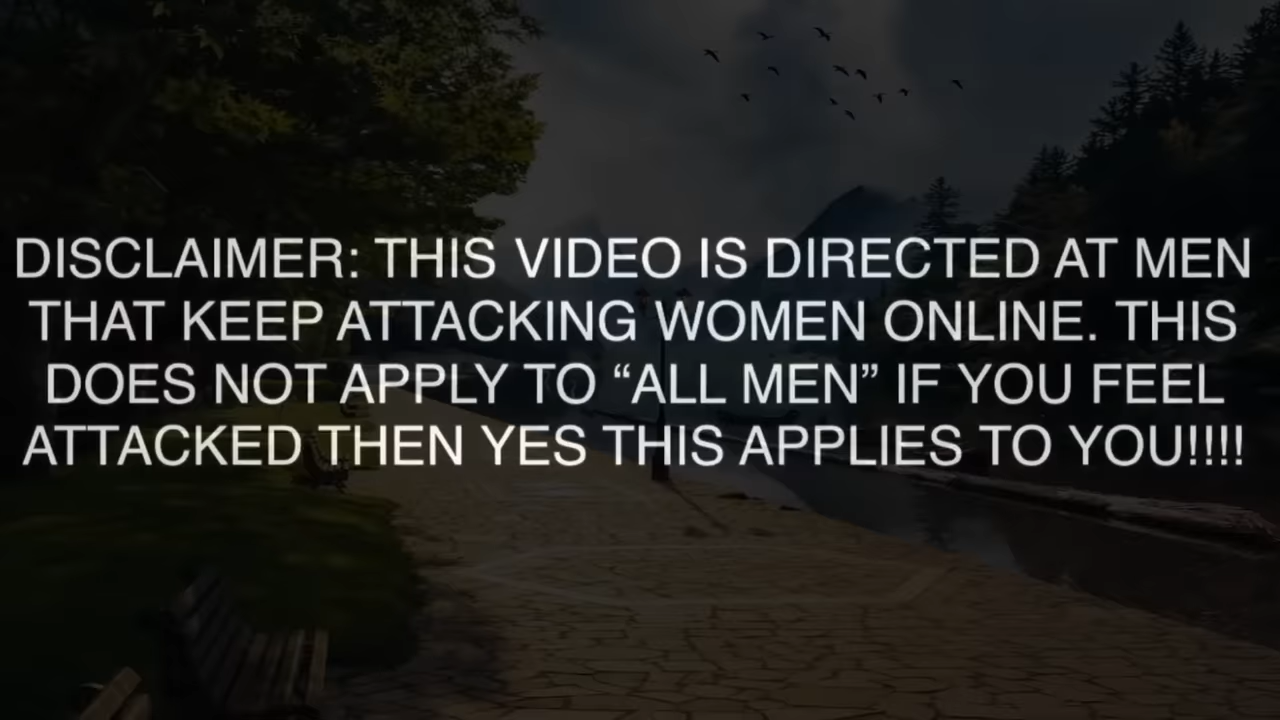 DISCLAIMER: THIS VIDEO IS DIRECTED AT MEN
THAT KEEP ATTACKING WOMEN ONLINE. THIS
DOES NOT APPLY TO “ALL MEN” IF YOU FEEL
ATTACKED THEN YES THIS APPLIES TO YOU!!!!